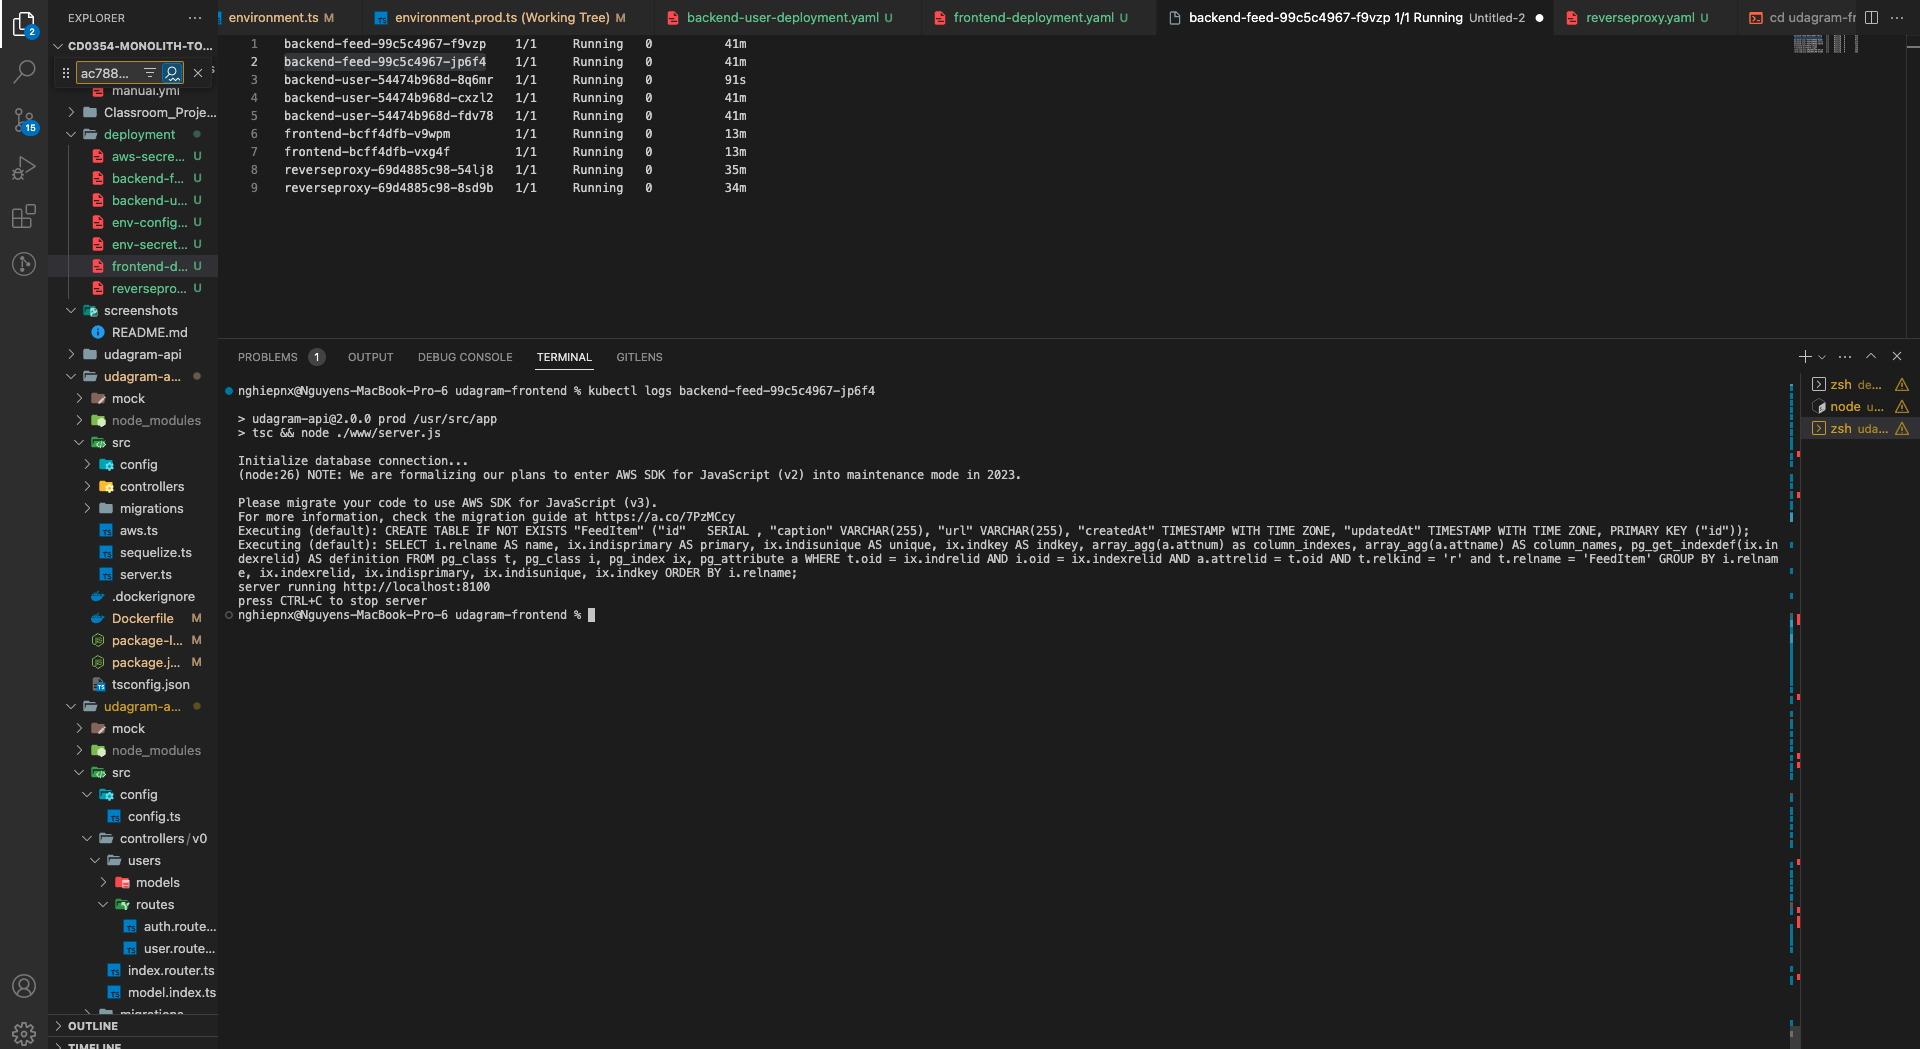 EXPLORER
environment.ts M
environment.prod.ts (Working Tree) M
backend-user-deployment.yaml U
frontend-deployment.yaml U
backend-feed-99c5c4967-f9vzp 1/1 Running Untitled-2
reverseproxy.yaml U
cd udagram-fr
2
CD0354-MONOLITH-TO...
ac788...
manual.yml
Classroom_Proje...
15
deployment
aws-secre... U
backend-f... U
backend-u... U
env-config... U
env-secret... U
frontend-d... U
reversepro... U
screenshots
README.md
udagram-api
udagram-a...
mock
node_modules
src
config
controllers
migrations
aws.ts
sequelize.ts
server.ts
.dockerignore
Dockerfile M
package-l... M
package.j... M
tsconfig.json
udagram-a...
mock
node_modules
src
config
config.ts
controllers/v0
users
models
routes
auth.route...
user.route...
index.router.ts
model.index.ts
migrations
OUTLINE
TIMELINE
1 backend-feed-99c5c4967-f9vzp 1/1 Running 0 41m
2 backend-feed-99c5c4967-jp6f4 1/1 Running 0 41m
3 backend-user-54474b968d-8q6mr 1/1 Running 0 91s
4 backend-user-54474b968d-cxzl2 1/1 Running 0 41m
5 backend-user-54474b968d-fdv78 1/1 Running 0 41m
6 frontend-bcff4dfb-v9wpm 1/1 Running 0 13m
7 frontend-bcff4dfb-vxg4f 1/1 Running 0 13m
8 reverseproxy-69d4885c98-54lj8 1/1 Running 0 35m
9 reverseproxy-69d4885c98-8sd9b 1/1 Running 0 34m
PROBLEMS 1 OUTPUT DEBUG CONSOLE TERMINAL GITLENS
nghiepnx@Nguyens-MacBook-Pro-6 udagram-frontend % kubectl logs backend-feed-99c5c4967-jp6f4
> udagram-api@2.0.0 prod /usr/src/app
> tsc && node ./www/server.js
Initialize database connection...
(node:26) NOTE: We are formalizing our plans to enter AWS SDK for JavaScript (v2) into maintenance mode in 2023.
Please migrate your code to use AWS SDK for JavaScript (v3).
For more information, check the migration guide at https://a.co/7PzMCcy
Executing (default): CREATE TABLE IF NOT EXISTS "FeedItem" ("id"   SERIAL , "caption" VARCHAR(255), "url" VARCHAR(255), "createdAt" TIMESTAMP WITH TIME ZONE, "updatedAt" TIMESTAMP WITH TIME ZONE, PRIMARY KEY ("id"));
Executing (default): SELECT i.relname AS name, ix.indisprimary AS primary, ix.indisunique AS unique, ix.indkey AS indkey, array_agg(a.attnum) as column_indexes, array_agg(a.attname) AS column_names, pg_get_indexdef(ix.in
dexrelid) AS definition FROM pg_class t, pg_class i, pg_index ix, pg_attribute a WHERE t.oid = ix.indrelid AND i.oid = ix.indexrelid AND a.attrelid = t.oid AND t.relkind = 'r' and t.relname = 'FeedItem' GROUP BY i.relnam
e, ix.indexrelid, ix.indisprimary, ix.indisunique, ix.indkey ORDER BY i.relname;
server running http://localhost:8100
press CTRL+C to stop server
nghiepnx@Nguyens-MacBook-Pro-6 udagram-frontend %
zsh de...
node u...
zsh uda...